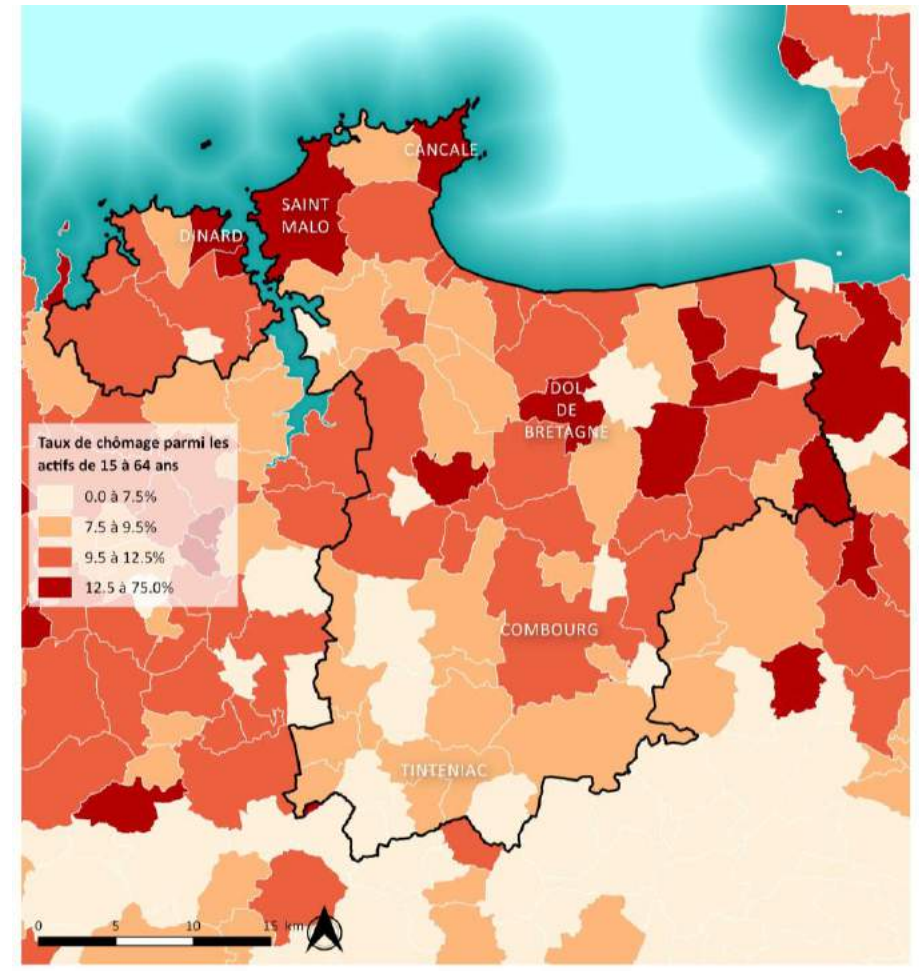 CANCALE
SAINT
MALO
DINARD
DOL
DE
BRETAGNE
Taux de chômage parmi les
actifs de 15 à 64 ans
0.0 à 7.5%
7.5 à 9.5%
9.5 à 12.5%
12.5 à 75.0%
COMBOURG
TINTENIAC
0 5 10 15 km